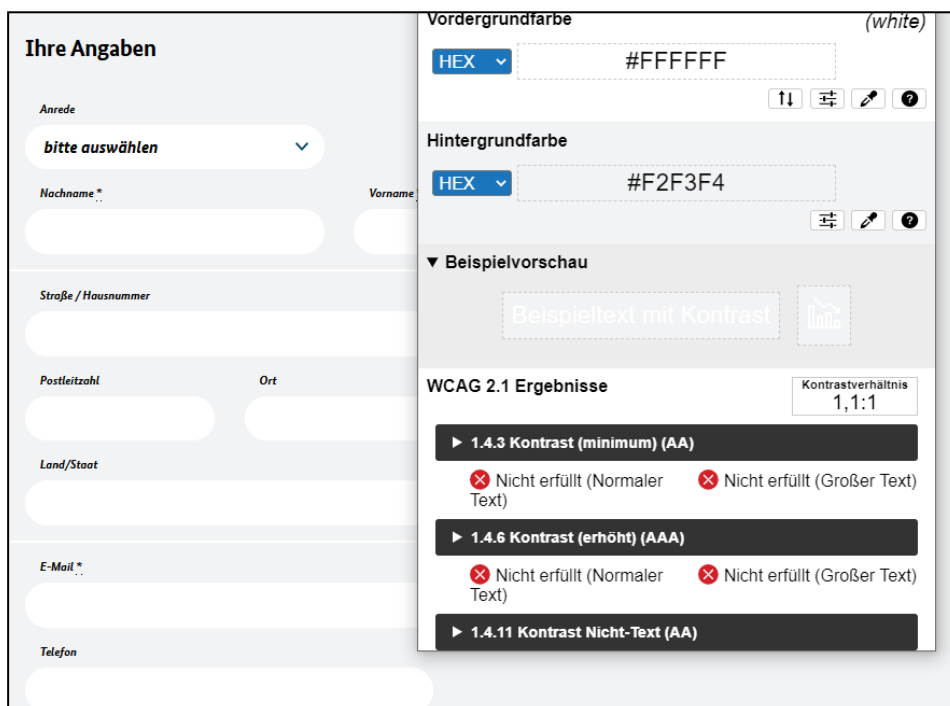 Ihre Angaben
Anrede
bitte auswählen
Nachname *
Vorname
Straße / Hausnummer
Postleitzahl
Ort
Land/Staat
E-Mail *
Telefon
Vordergrundfarbe
(white)
HEX
#FFFFFF
Hintergrundfarbe
HEX
#F2F3F4
▼ Beispielvorschau
Beispieltext mit Kontrast
WCAG 2.1 Ergebnisse
Kontrastverhältnis
1,1:1
▶ 1.4.3 Kontrast (minimum) (AA)
Nicht erfüllt (Normaler
Text)
Nicht erfüllt (Großer Text)
▶ 1.4.6 Kontrast (erhöht) (AAA)
Nicht erfüllt (Normaler
Text)
Nicht erfüllt (Großer Text)
▶ 1.4.11 Kontrast Nicht-Text (AA)